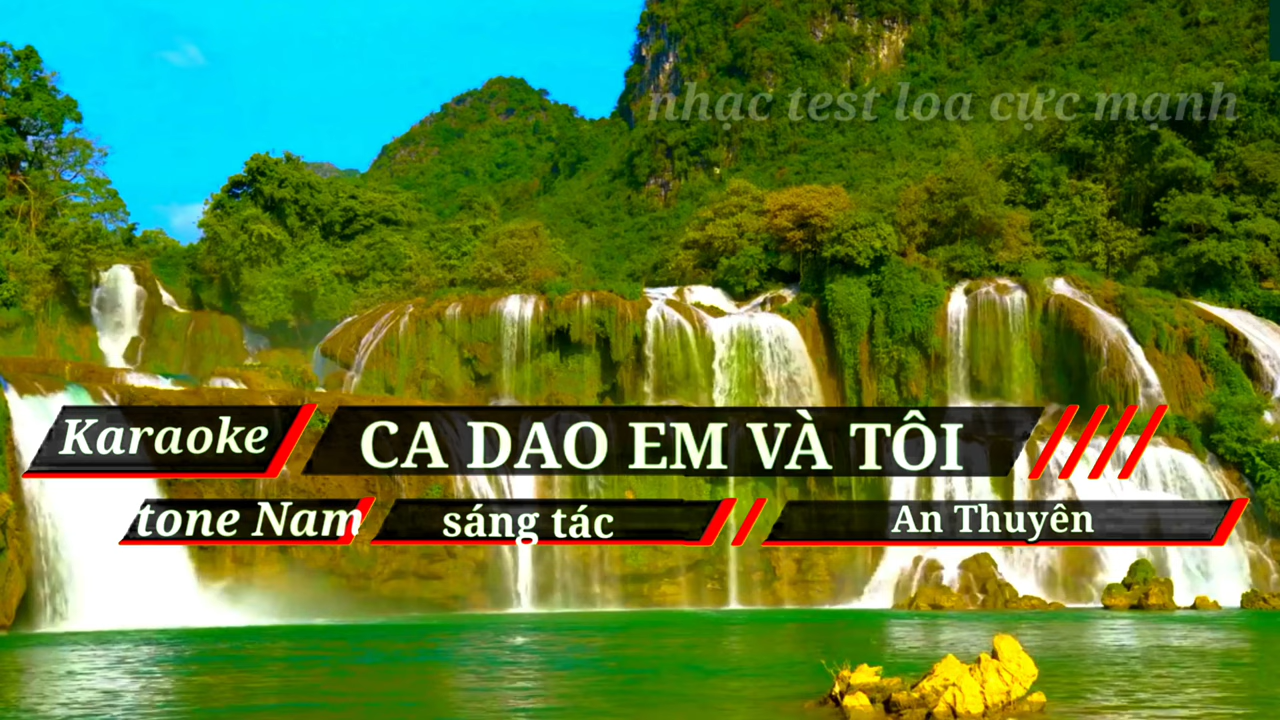 nhạc test loa cực mạnh
Karaoke
CA DAO EM VÀ TÔI
tone Nam
sáng tác
An Thuyên